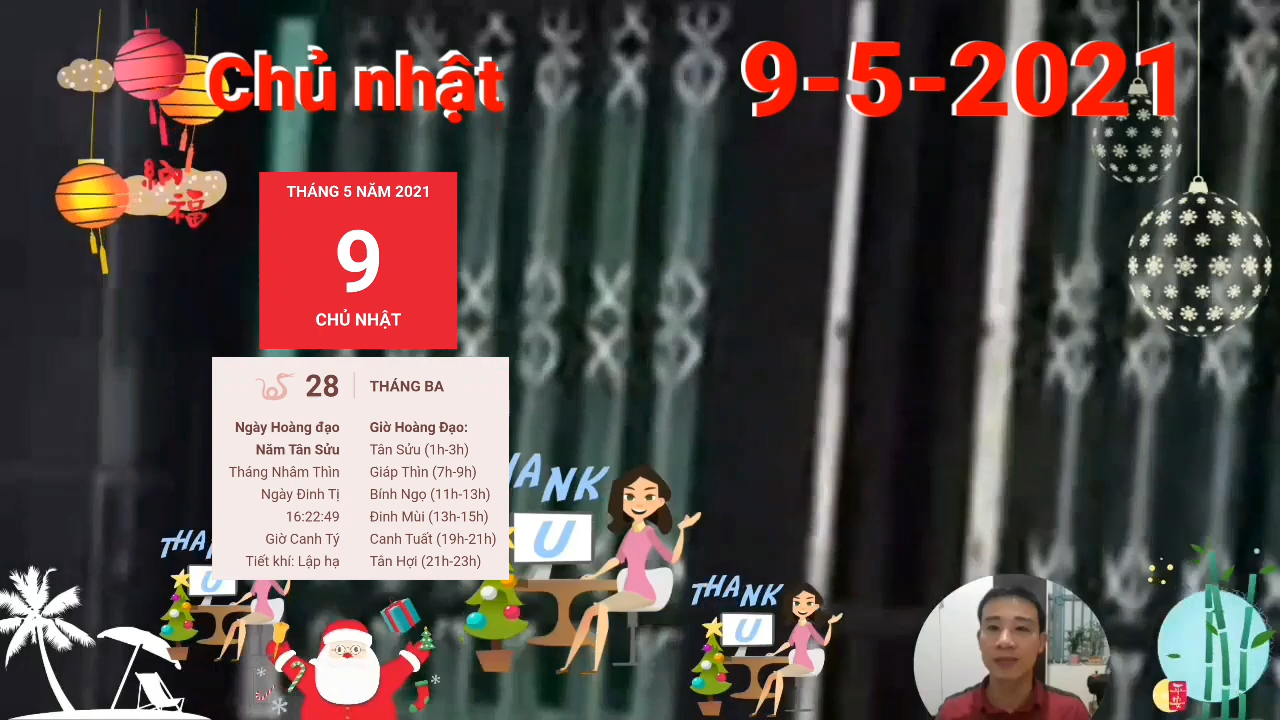 Chủ nhật
9-5-2021
THÁNG 5 NĂM 2021
9
CHỦ NHẬT
28
THÁNG BA
Ngày Hoàng đạo
Năm Tân Sửu
Tháng Nhâm Thìn
Ngày Đinh Tị
16:22:49
Giờ Canh Tý
Tiết khí: Lập hạ
Giờ Hoàng Đạo:
Tân Sửu (1h-3h)
Giáp Thìn (7h-9h)
Bính Ngọ (11h-13h)
Đinh Mùi (13h-15h)
Canh Tuất (19h-21h)
Tân Hợi (21h-23h)
HANK
U
THA
U
THANK
U
福